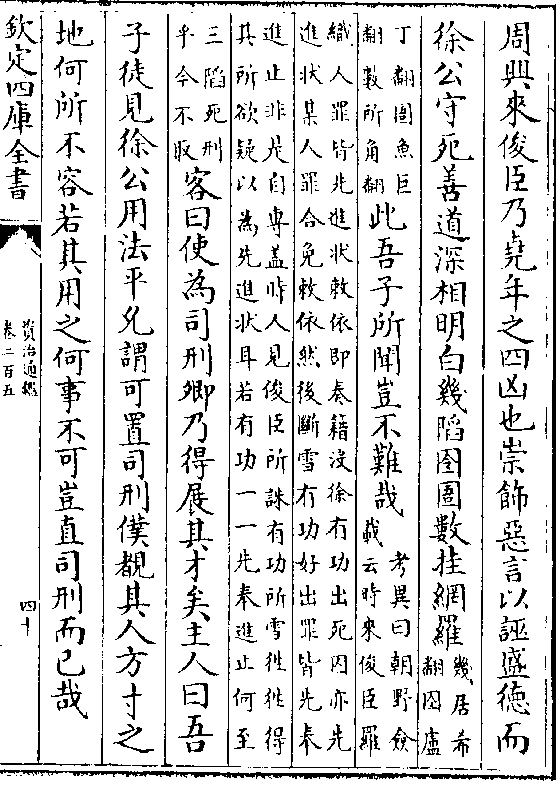 周興來俊臣乃堯年之四凶也崇飾惡言以誣盛徳而
徐公守死善道深相明白幾陷囹圄數挂網羅
幾居希
翻囹盧
丁翻圄魚巨
翻數所角翻
此吾子所聞豈不難哉
考異曰朝野僉
載云時來俊臣羅
織人罪皆先進狀敕依即奏籍沒徐有功出死囚亦先
進狀某人罪合免敕依然後斷雪有功好出罪皆先奉
進止非是自專蓋時人見俊臣所誅有功所雪徃徃得
其所欲疑以為先進狀耳若有功一一先奉進止何至
三陷死刑
乎今不取
客曰使為司刑卿乃得展其才矣主人曰吾
子徒見徐公用法平允謂可置司刑僕覩其人方寸之
地何所不容若其用之何事不可豈直司刑而已哉
欽定四庫全書
資治通鑑
卷二百五
四十